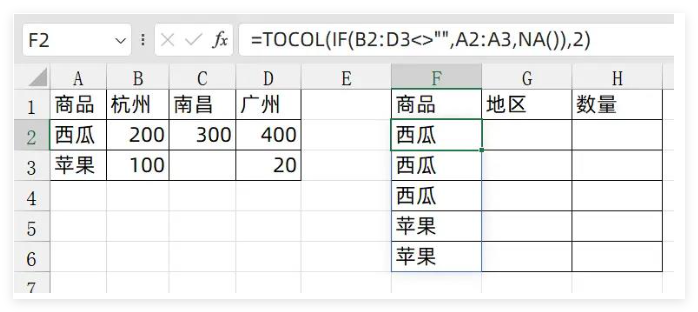 F2 fx =TOCOL(IF(B2:D3<>"",A2:A3,NA()),2)
A B C D E F G H
1 商品 杭州 南昌 广州 商品 地区 数量
2 西瓜 200 300 400 西瓜
3 苹果 100 20 西瓜
4 西瓜
5 苹果
6 苹果
7